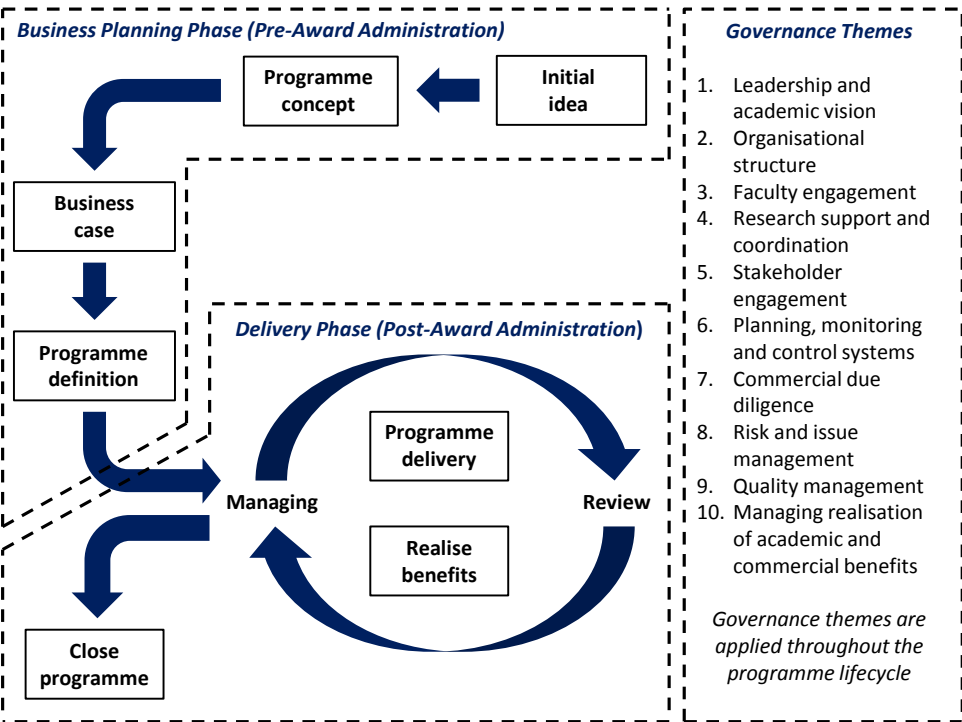 Business Planning Phase (Pre-Award Administration)
Initial
idea
Programme
concept
Business
case
Programme
definition
Delivery Phase (Post-Award Administration)
Programme
delivery
Managing
Review
Realise
benefits
Close
programme
Governance Themes
1. Leadership and
academic vision
2. Organisational
structure
3. Faculty engagement
4. Research support and
coordination
5. Stakeholder
engagement
6. Planning, monitoring
and control systems
7. Commercial due
diligence
8. Risk and issue
management
9. Quality management
10. Managing realisation
of academic and
commercial benefits
Governance themes are
applied throughout the
programme lifecycle